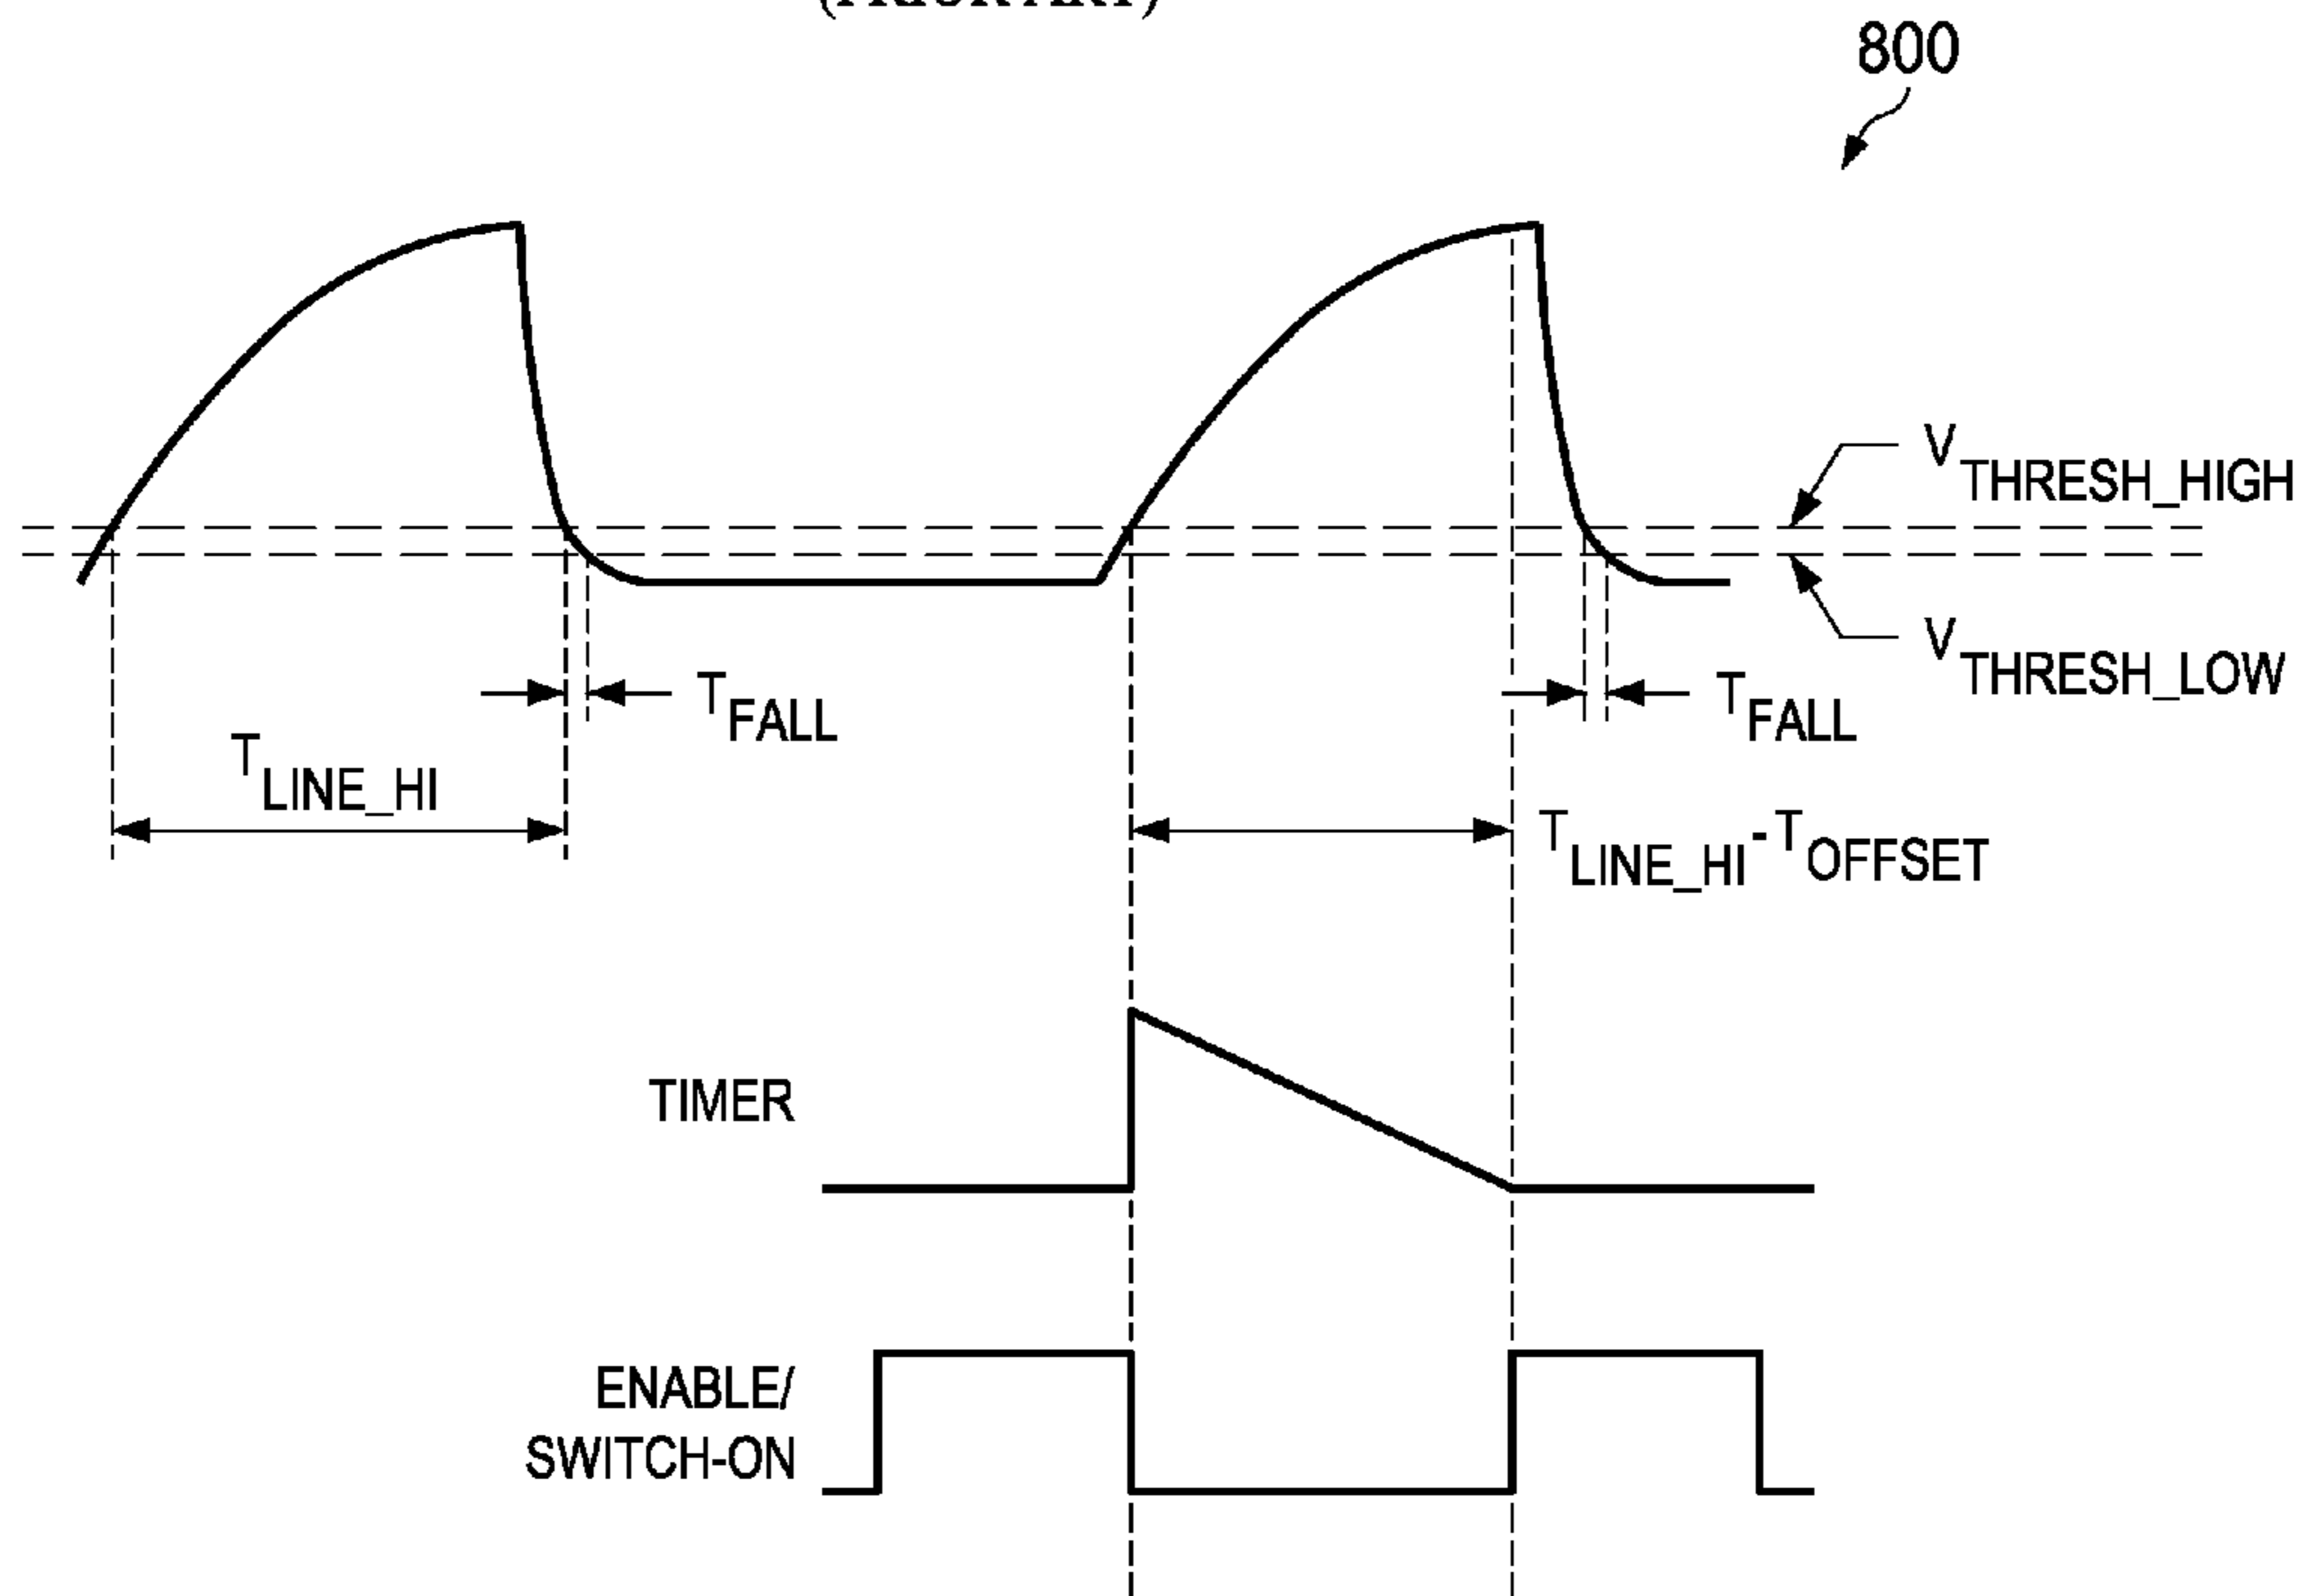 800
VTHRESH_HIGH
VTHRESH_LOW
TFALL
TFALL
TLINE_HI
TLINE_HI-TOFFSET
TIMER
ENABLE/
SWITCH-ON